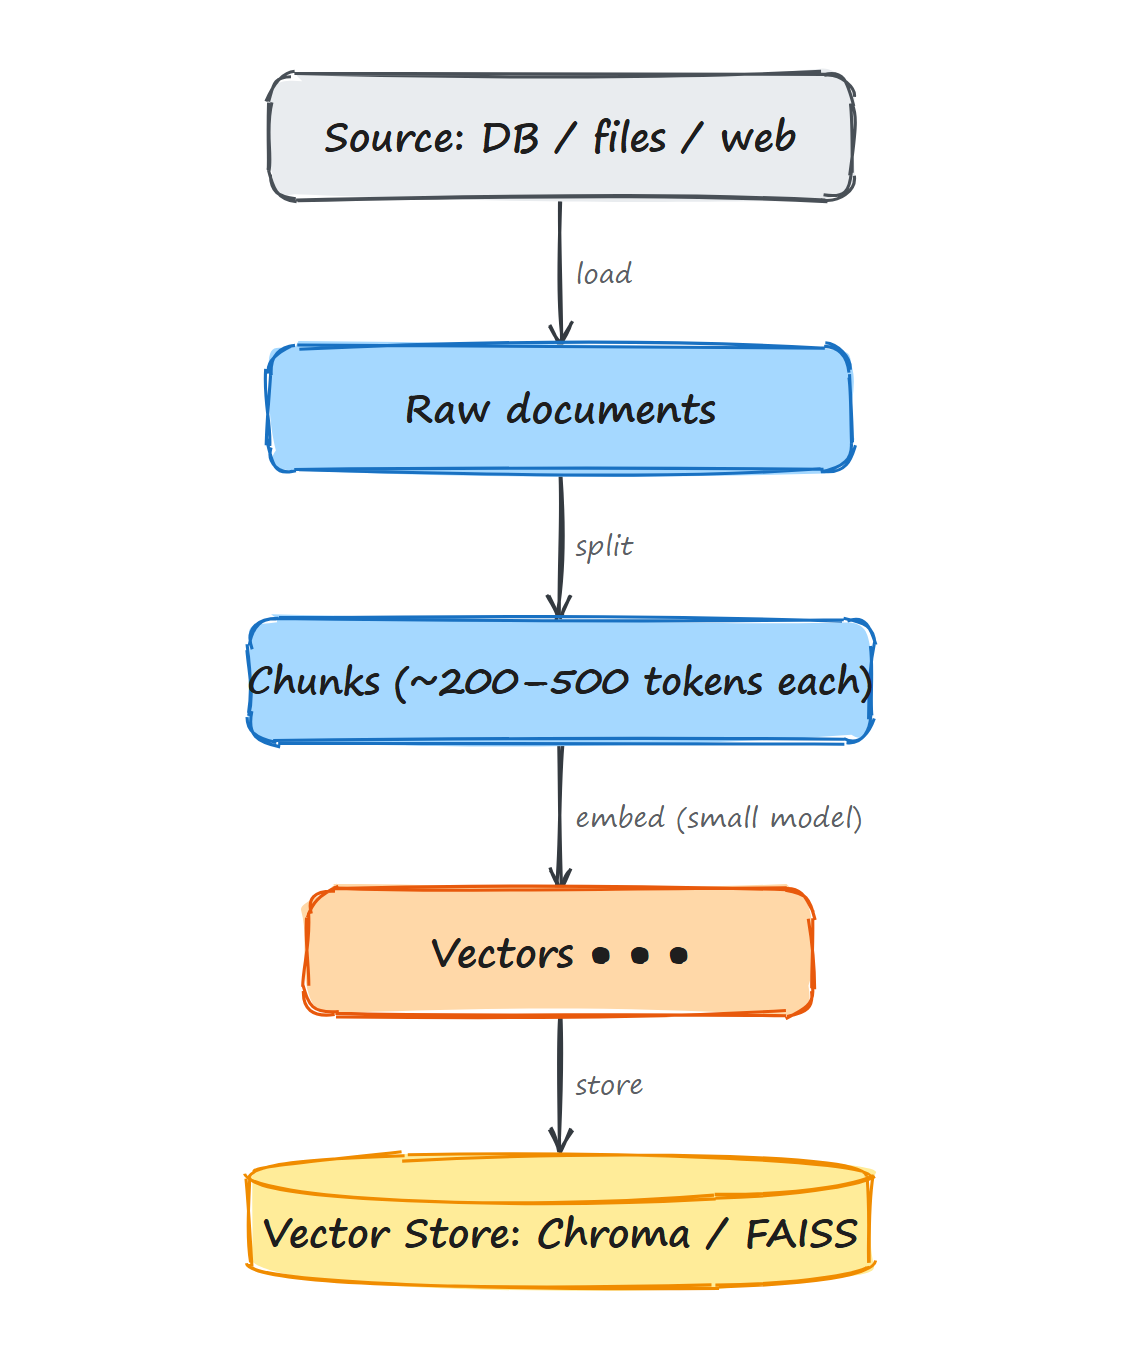 Source: DB / files / web
load
Raw documents
split
Chunks (~200–500 tokens each)
embed (small model)
Vectors • • •
store
Vector Store: Chroma / FAISS